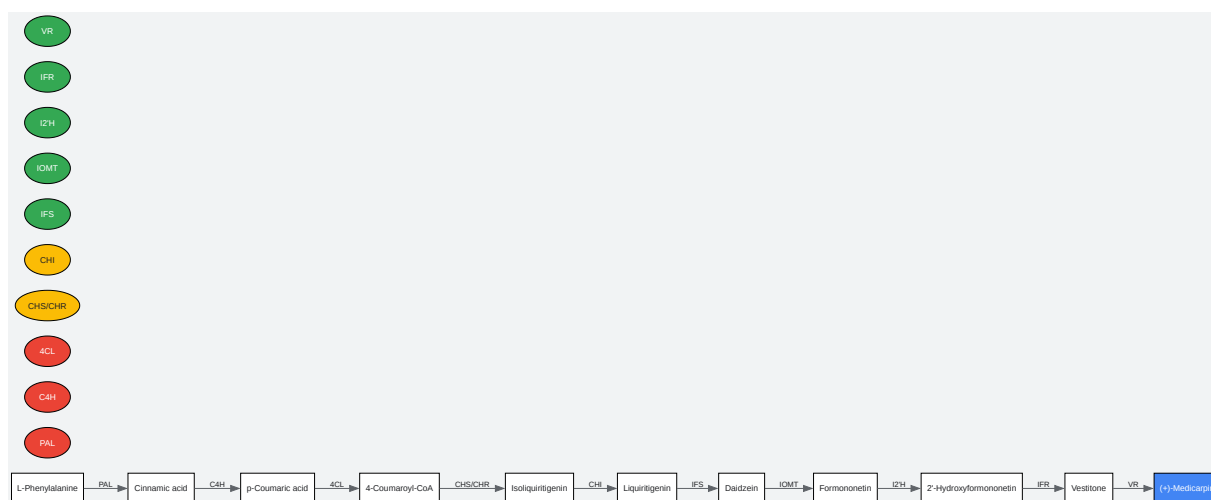 VR
IFR
I2'H
IOMT
IFS
CHI
CHS/CHR
4CL
C4H
PAL
L-Phenylalanine PAL Cinnamic acid C4H p-Coumaric acid 4CL 4-Coumaroyl-CoA CHS/CHR Isoliquiritigenin CHI Liquiritigenin IFS Daidzein IOMT Formononetin I2'H 2'-Hydroxyformononetin IFR Vestitone VR (+)-Medicarpi